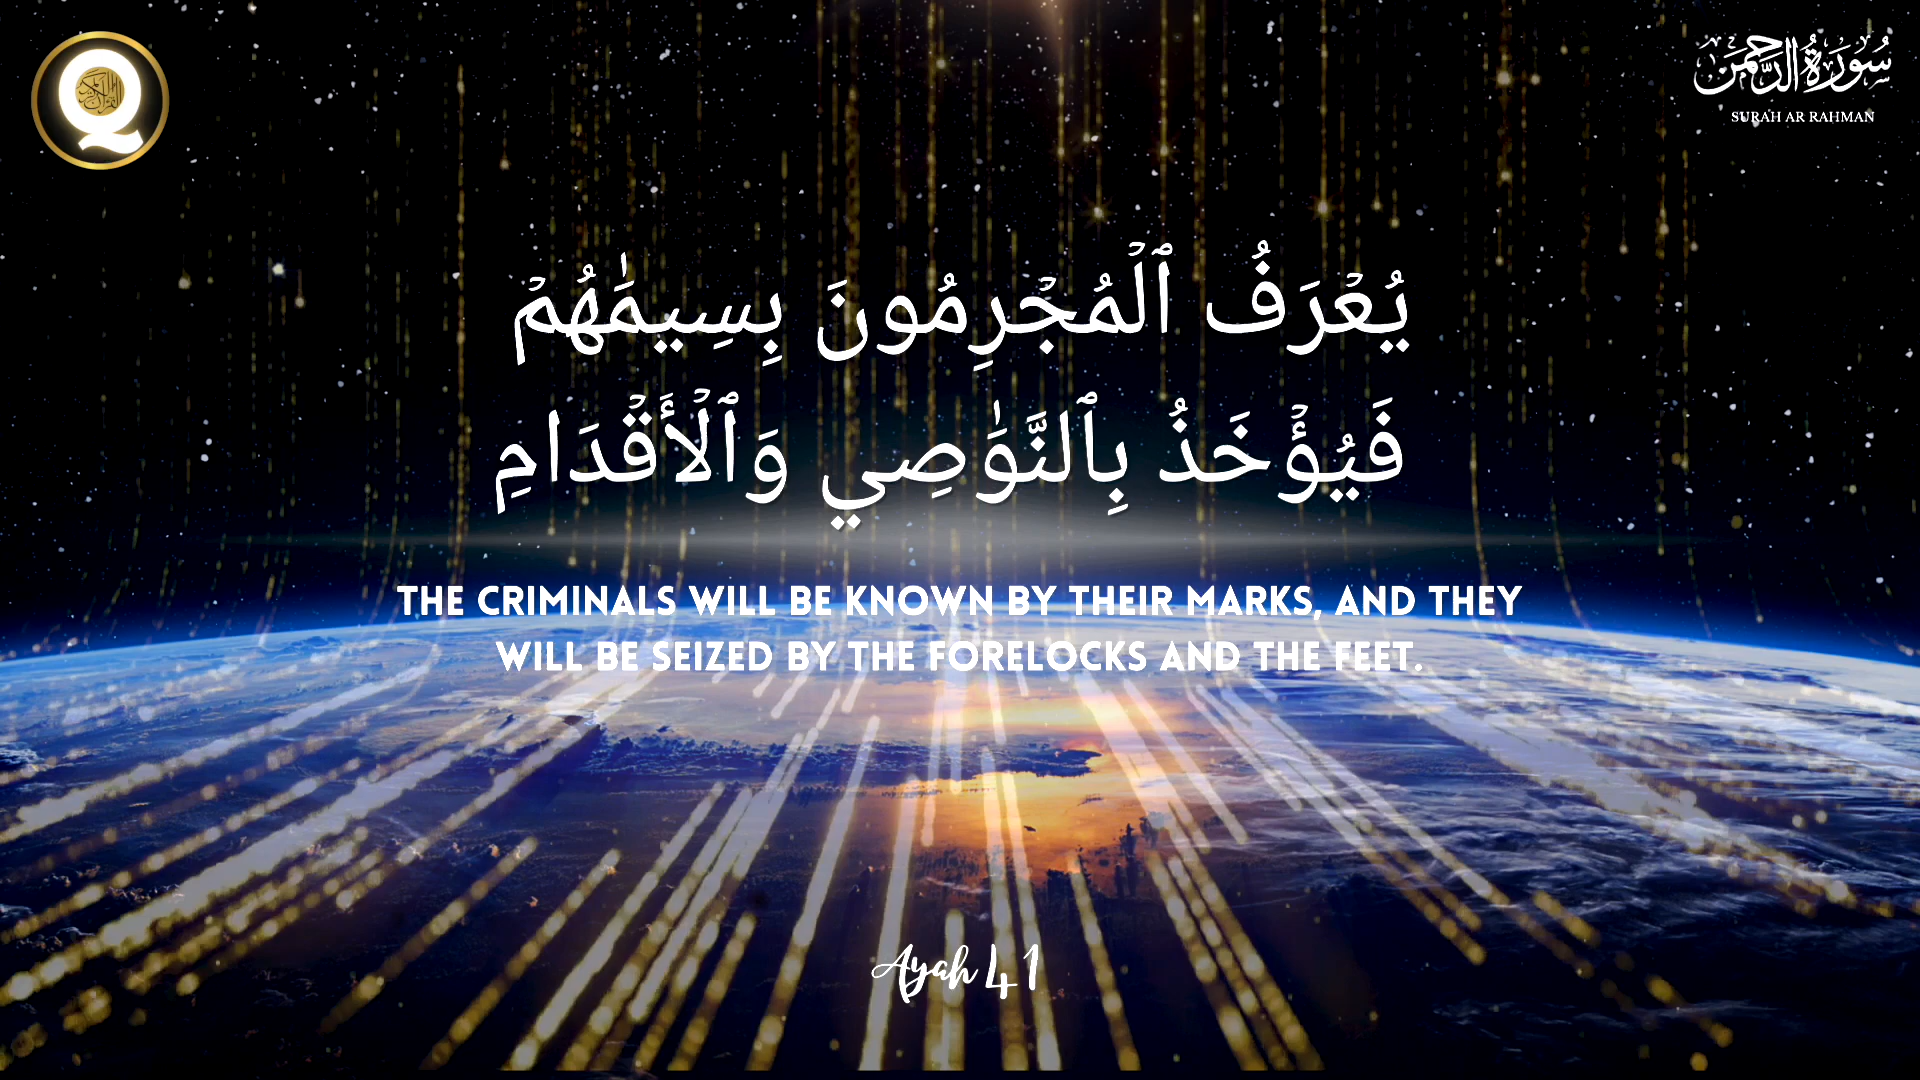 سُورَةُ الرَّحْمَن
SURAH AR RAHMAN
يُعۡرَفُ ٱلۡمُجۡرِمُونَ بِسِيمَٰهُمۡ
فَيُؤۡخَذُ بِٱلنَّوَٰصِي وَٱلۡأَقۡدَامِ
THE CRIMINALS WILL BE KNOWN BY THEIR MARKS, AND THEY
WILL BE SEIZED BY THE FORELOCKS AND THE FEET.
Ayah 41